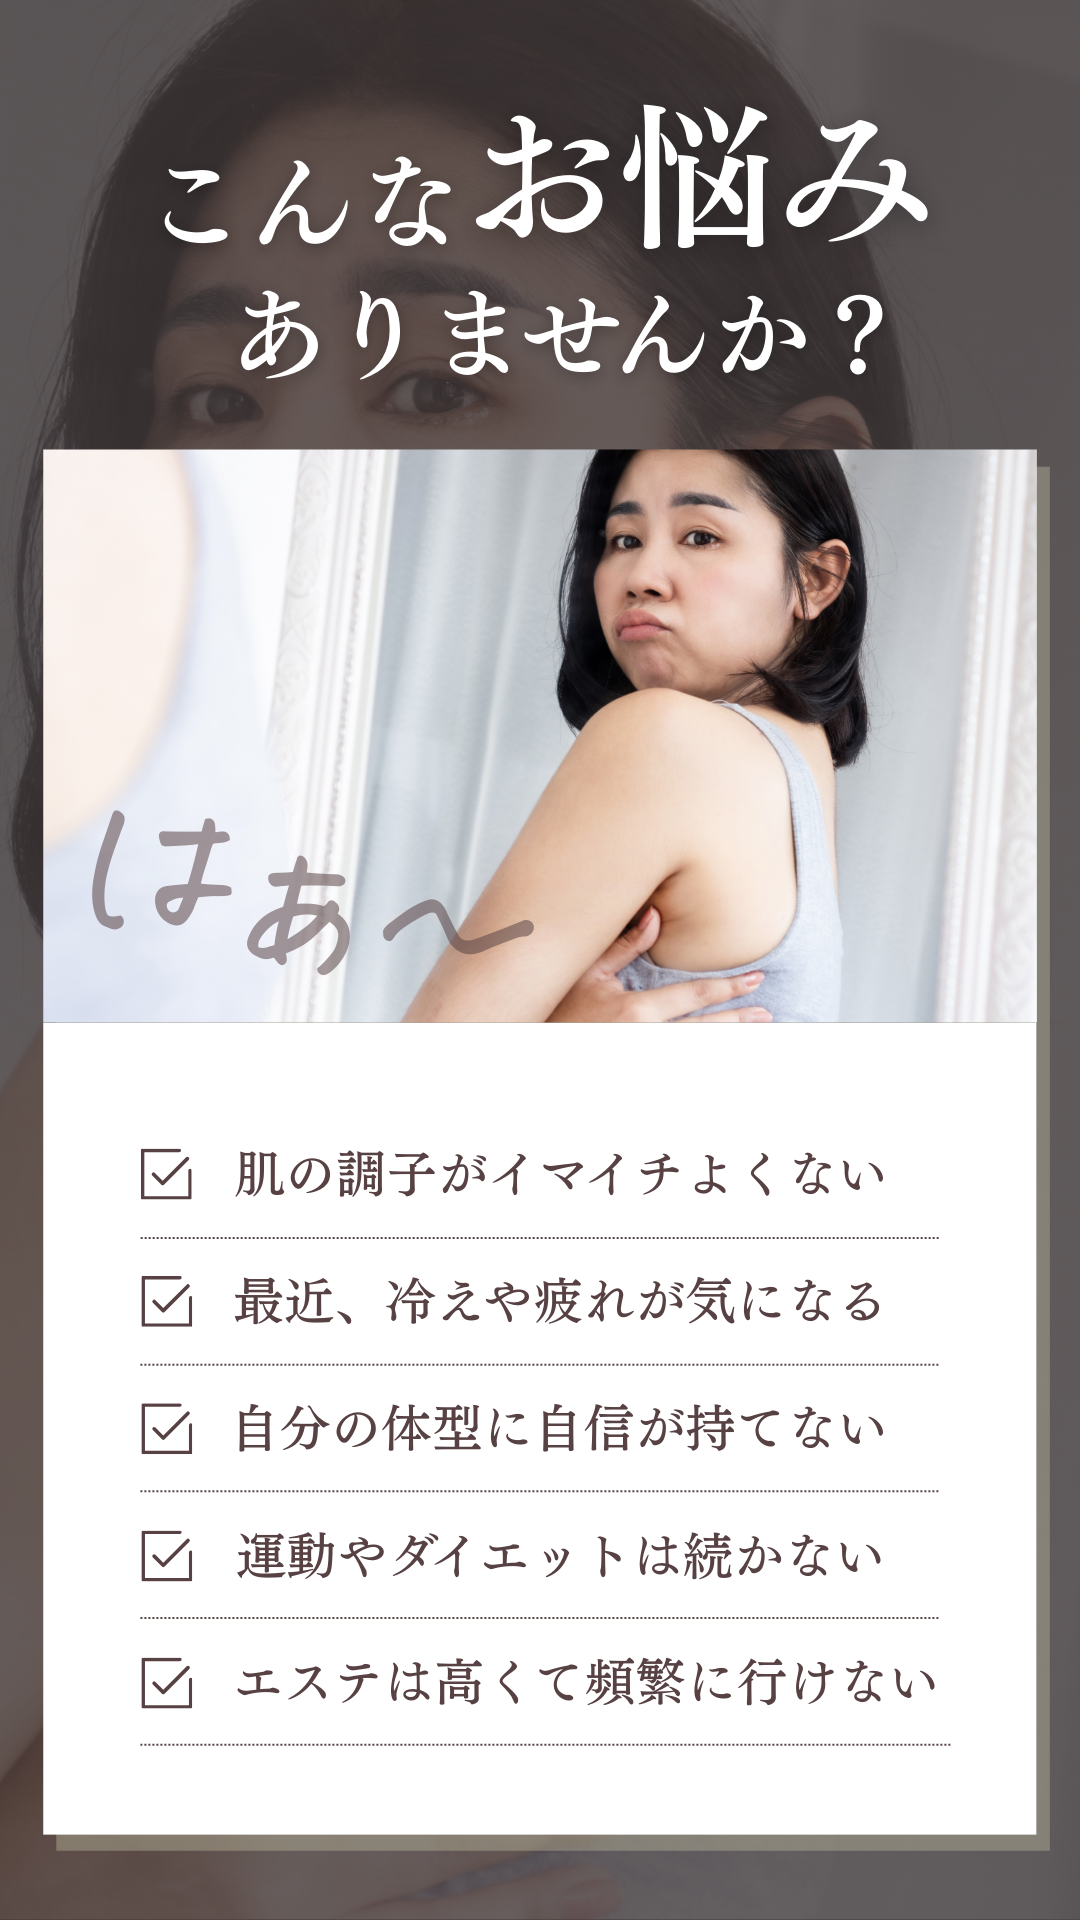 こんなお悩み
ありませんか？
はぁ〜
肌の調子がイマイチよくない
最近、冷えや疲れが気になる
自分の体型に自信が持てない
運動やダイエットは続かない
エステは高くて頻繁に行けない